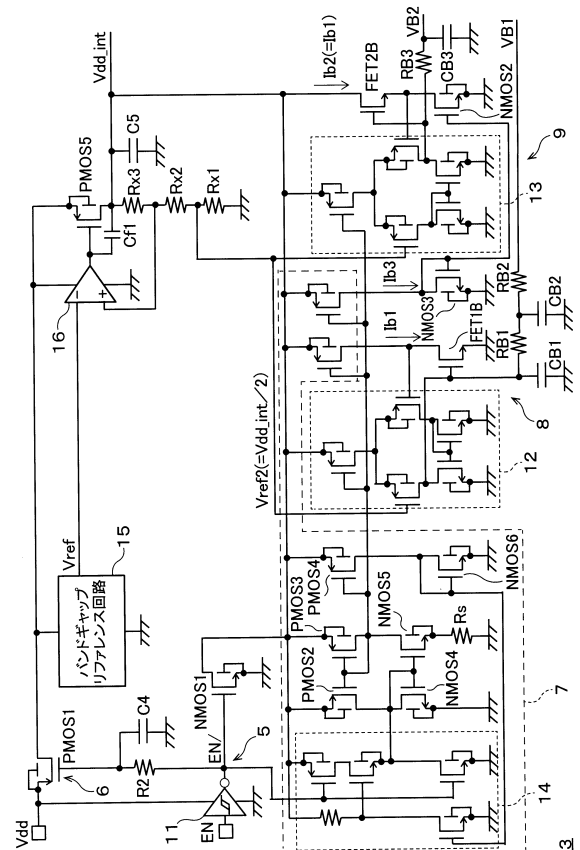 Vdd
PMOS1
6
R2
C4
11
EN
EN/
5
NMOS1
Vref
15
バンドギャップ
リファレンス回路
16
PMOS5
Cf1
C5
Rx3
Rx2
Rx1
Vdd_int
Vref2(=Vdd_int/2)
PMOS2
PMOS3
PMOS4
NMOS5
NMOS4
Rs
NMOS6
14
7
12
8
Ib1
Ib3
NMOS3
FET1B
CB1
RB1
CB2
RB2
13
9
Ib2(=Ib1)
FET2B
RB3
CB3
NMOS2
VB2
VB1
3